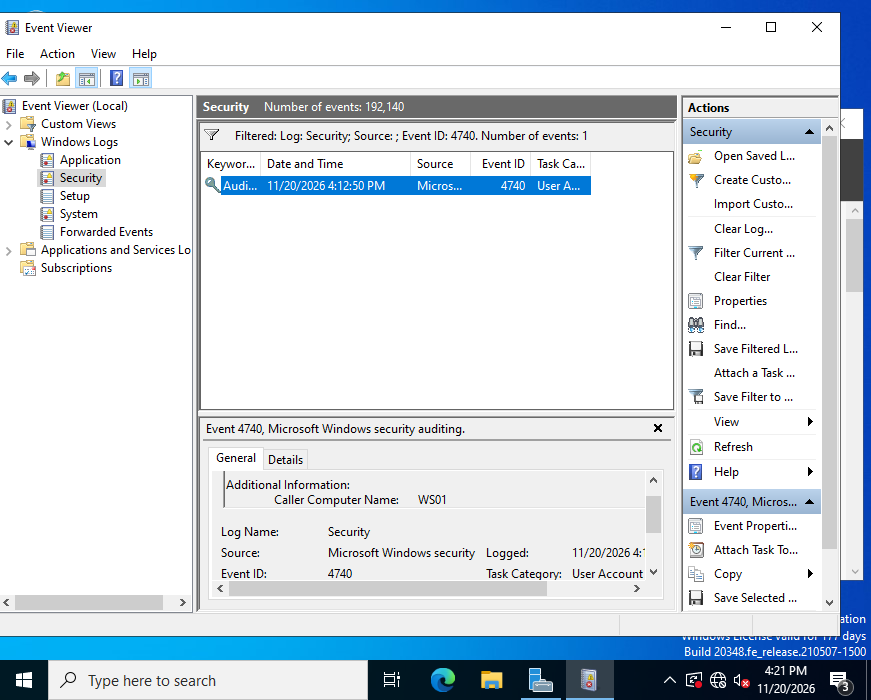 Event Viewer
File Action View Help
Event Viewer (Local)
Custom Views
Windows Logs
Application
Security
Setup
System
Forwarded Events
Applications and Services Lo
Subscriptions
Security Number of events: 192,140
Filtered: Log: Security; Source: ; Event ID: 4740. Number of events: 1
Keywor... Date and Time Source Event ID Task Ca...
Audi... 11/20/2026 4:12:50 PM Micros... 4740 User A...
Event 4740, Microsoft Windows security auditing.
General Details
Additional Information:
Caller Computer Name: WS01
Log Name: Security
Source: Microsoft Windows security Logged: 11/20/2026 4:1
Event ID: 4740 Task Category: User Account
Actions
Security
Open Saved L...
Create Custo...
Import Custo...
Clear Log...
Filter Current ...
Clear Filter
Properties
Find...
Save Filtered L...
Attach a Task ...
Save Filter to ...
View
Refresh
Help
Event 4740, Micros...
Event Properti...
Attach Task To...
Copy
Save Selected ...
ation
Windows License valid for 177 days
Build 20348.fe_release.210507-1500
Type here to search
4:21 PM
11/20/2026
3